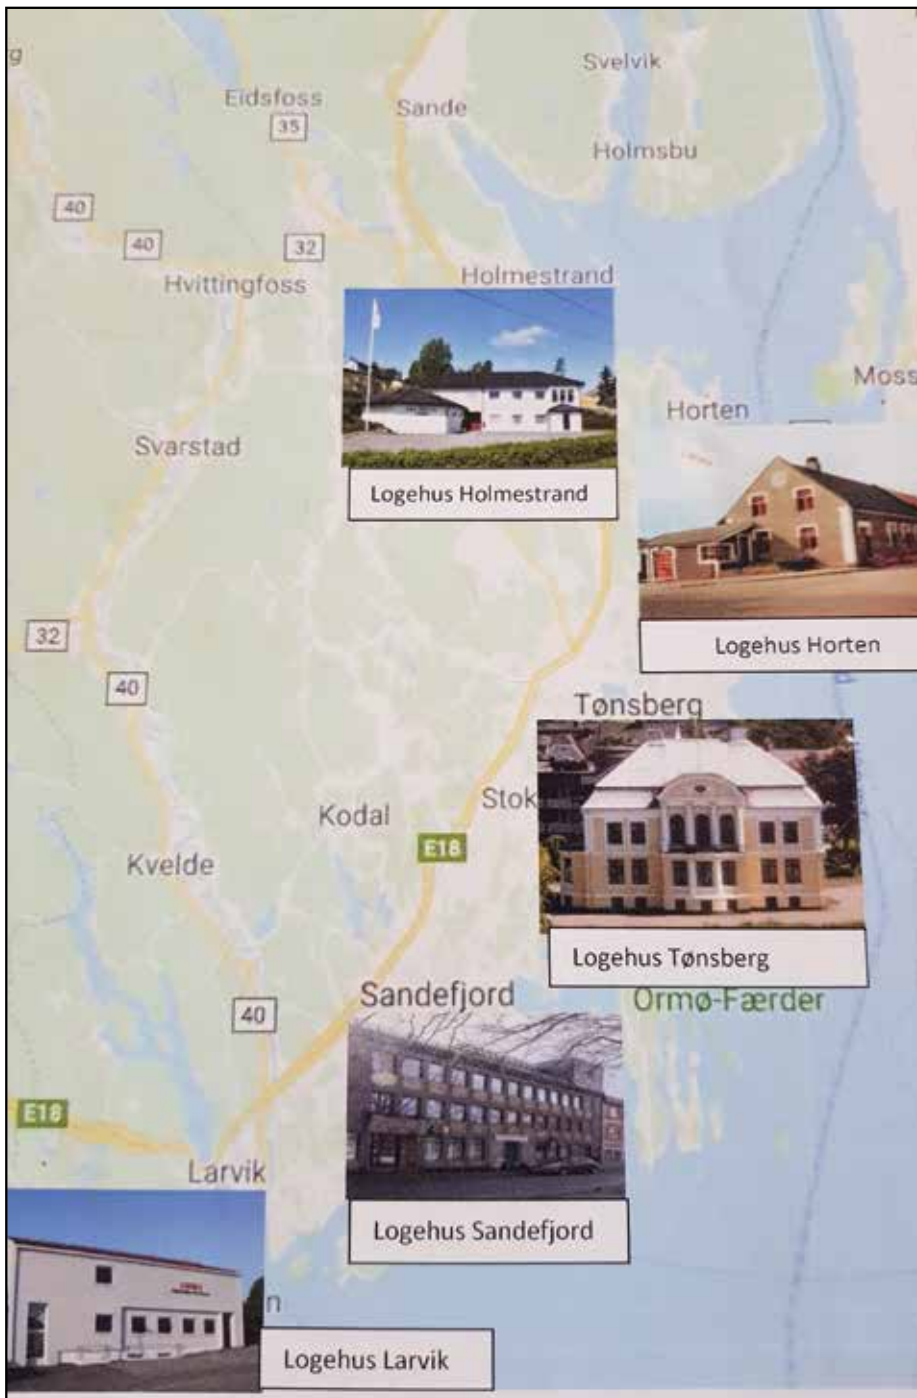 rg
Svelvik
Eidsfoss
35
Sande
Holmsbu
40
40
32
Hvittingfoss
Holmestrand
Moss
Horten
Svarstad
Logehus Holmestrand
32
Logehus Horten
40
Tønsberg
Stok
Kodal
E18
Kvelde
Logehus Tønsberg
Sandefjord
Ormø-Færder
40
E18
Larvik
Logehus Sandefjord
n
Logehus Larvik